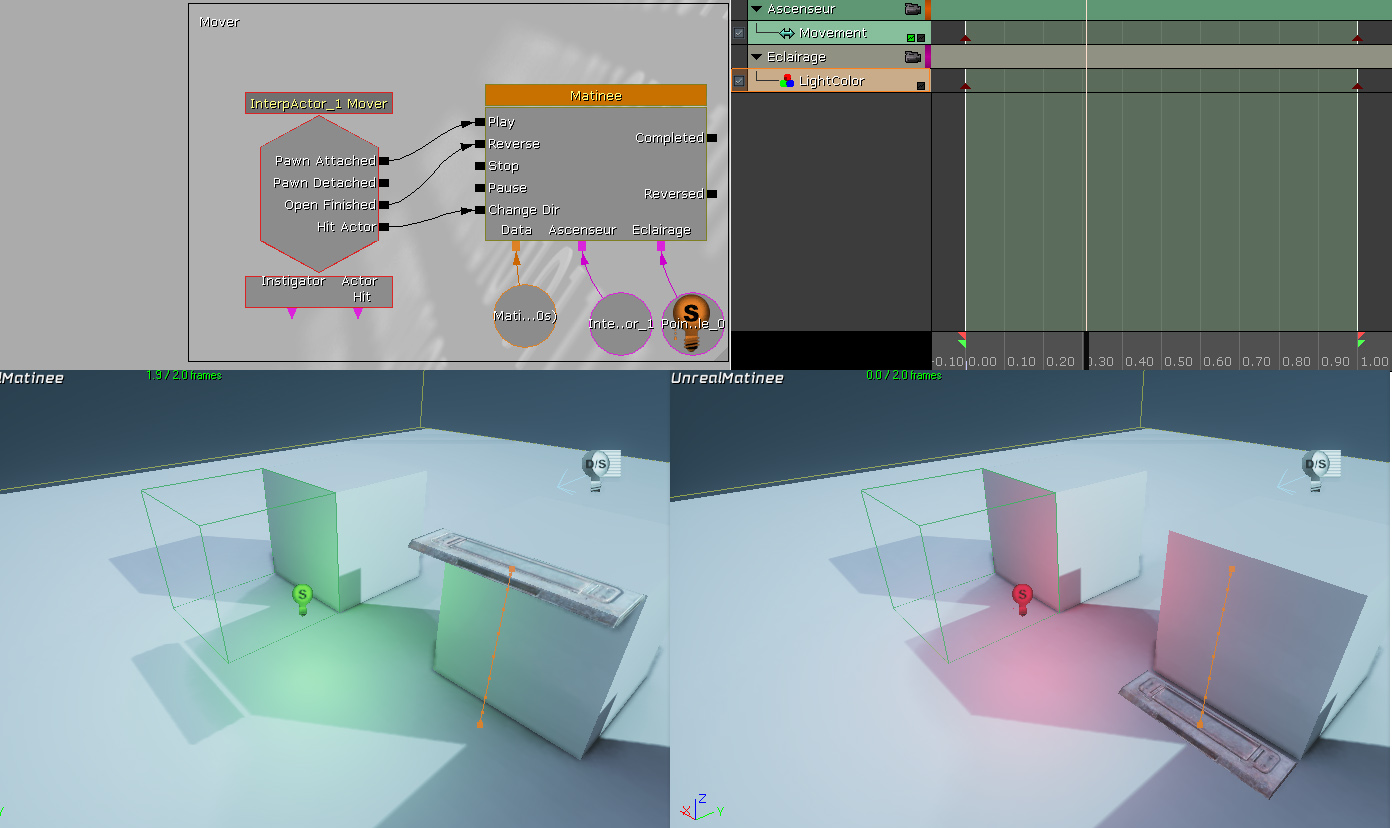 Mover
InterpActor_1 Mover
Pawn Attached
Pawn Detached
Open Finished
Hit Actor
Instigator
Actor
Hit
Matinee
Play
Reverse
Stop
Pause
Change Dir
Completed
Reversed
Data
Ascenseur
Eclairage
Mati...0s)
Inte..or_1
Poin..le_0
S
Ascenseur
Movement
Eclairage
LightColor
-0.10 0.00 0.10 0.20 0.30 0.40 0.50 0.60 0.70 0.80 0.90 1.00
lMatinee
1.9 / 2.0 frames
D/S
S
Y
UnrealMatinee
0.0 / 2.0 frames
D/S
S
Z
X
Y